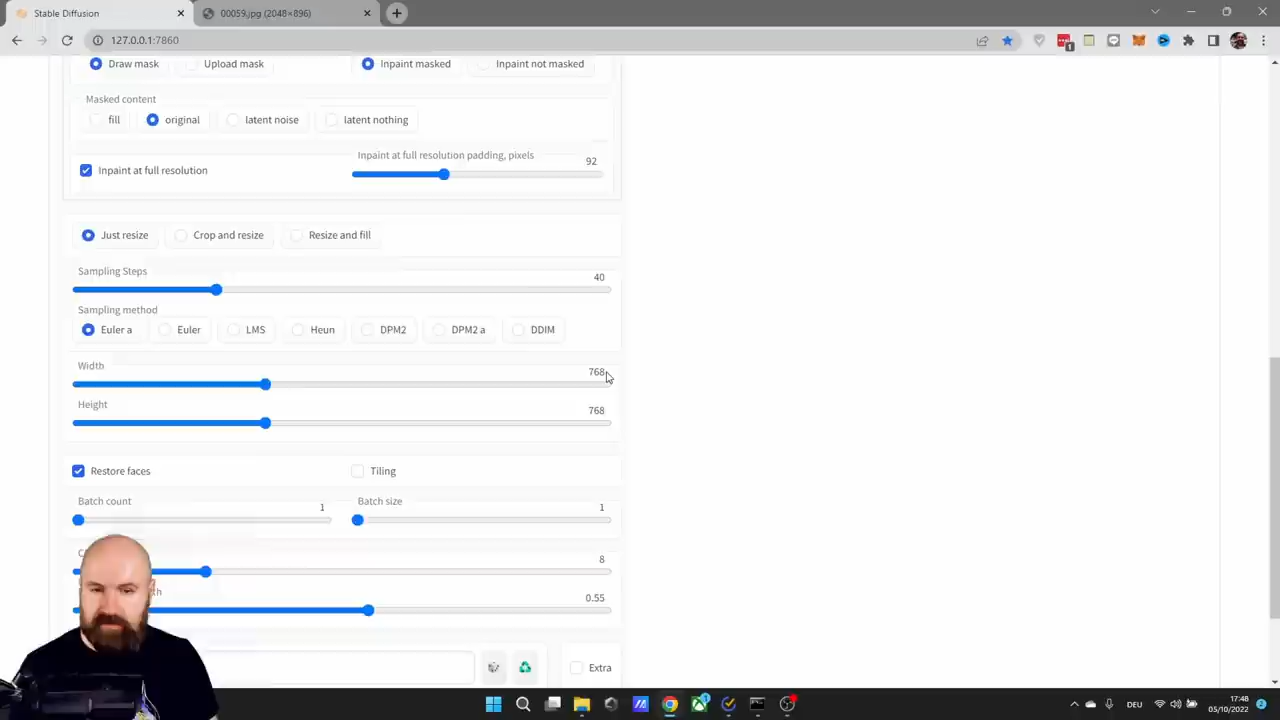 Stable Diffusion
00059.jpg (2048×896)
127.0.0.1:7860
1
Draw mask Upload mask Inpaint masked Inpaint not masked
Masked content
fill original latent noise latent nothing
Inpaint at full resolution padding, pixels 92
Inpaint at full resolution
Just resize Crop and resize Resize and fill
Sampling Steps 40
Sampling method
Euler a Euler LMS Heun DPM2 DPM2 a DDIM
Width 768
Height 768
Restore faces Tiling
Batch count 1 Batch size 1
8
0.55
Extra
DEU
17:48
05/10/2022